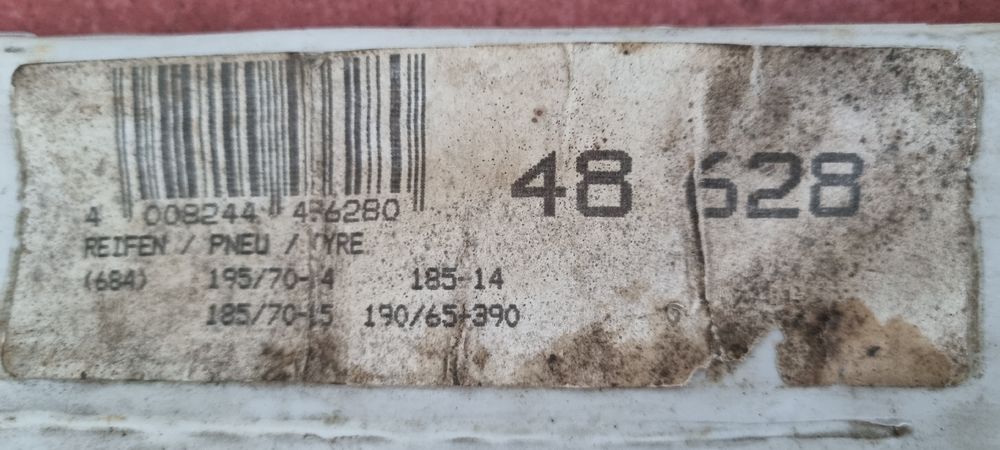 48 628
4 008244 486280
REIFEN / PNEU / TYRE
(684) 195/70-14 185-14
185/70-15 190/65-390